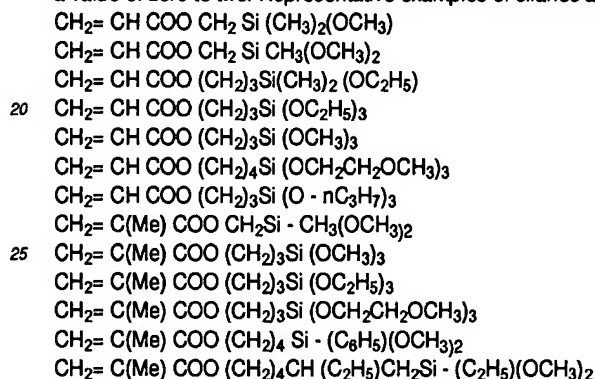 a value of zero to two. Representative examples of silanes a
CH₂= CH COO CH₂ Si (CH₃)₂(OCH₃)
CH₂= CH COO CH₂ Si CH₃(OCH₃)₂
CH₂= CH COO (CH₂)₃Si(CH₃)₂ (OC₂H₅)
20 CH₂= CH COO (CH₂)₃Si (OC₂H₅)₃
CH₂= CH COO (CH₂)₃Si (OCH₃)₃
CH₂= CH COO (CH₂)₄Si (OCH₂CH₂OCH₃)₃
CH₂= CH COO (CH₂)₃Si (O - nC₃H₇)₃
CH₂= C(Me) COO CH₂Si - CH₃(OCH₃)₂
25 CH₂= C(Me) COO (CH₂)₃Si (OCH₃)₃
CH₂= C(Me) COO (CH₂)₃Si (OC₂H₅)₃
CH₂= C(Me) COO (CH₂)₃Si (OCH₂CH₂OCH₃)₃
CH₂= C(Me) COO (CH₂)₄ Si - (C₆H₅)(OCH₃)₂
CH₂= C(Me) COO (CH₂)₄CH (C₂H₅)CH₂Si - (C₂H₅)(OCH₃)₂